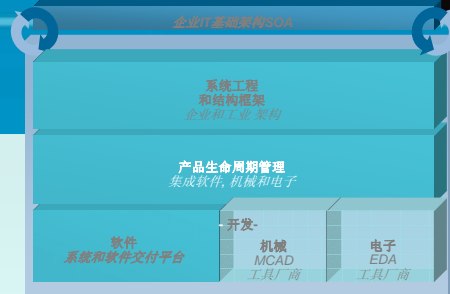 企业IT基础架构SOA
系统工程
和结构框架
企业和工业 架构
产品生命周期管理
集成软件, 机械和电子
- 开发-
软件
系统和软件交付平台
机械
MCAD
工具厂商
电子
EDA
工具厂商